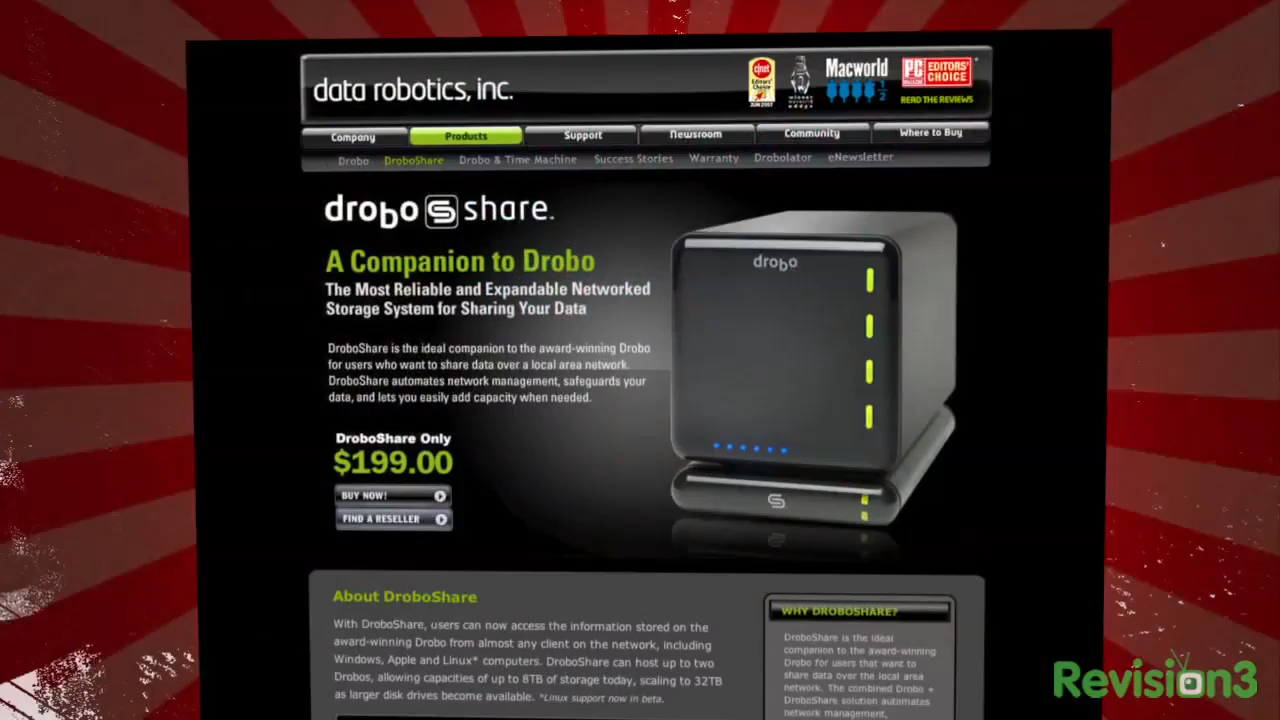 data robotics, inc.
c|net
Editors' Choice
JUN 2007
Macworld
1/2
PC
EDITORS' CHOICE
READ THE REVIEWS
Company Products Support Newsroom Community Where to Buy
Drobo DroboShare Drobo & Time Machine Success Stories Warranty Drobolator eNewsletter
drobo S share.
A Companion to Drobo
The Most Reliable and Expandable Networked
Storage System for Sharing Your Data
DroboShare is the ideal companion to the award-winning Drobo
for users who want to share data over a local area network.
DroboShare automates network management, safeguards your
data, and lets you easily add capacity when needed.
DroboShare Only
$199.00
BUY NOW!
FIND A RESELLER
drobo
About DroboShare
With DroboShare, users can now access the information stored on the
award-winning Drobo from almost any client on the network, including
Windows, Apple and Linux* computers. DroboShare can host up to two
Drobos, allowing capacities of up to 8TB of storage today, scaling to 32TB
as larger disk drives become available. *Linux support now in beta.
WHY DROBOSHARE?
DroboShare is the ideal
companion to the award-winning
Drobo for users that want to
share data over the local area
network. The combined Drobo +
DroboShare solution automates
network management,
Revision3